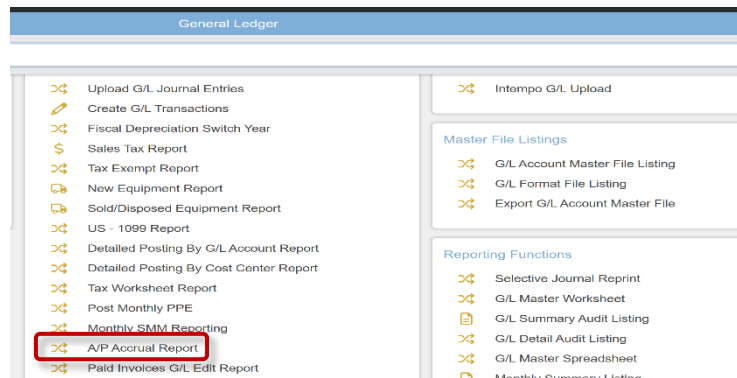 General Ledger
Upload G/L Journal Entries
Create G/L Transactions
Fiscal Depreciation Switch Year
Sales Tax Report
Tax Exempt Report
New Equipment Report
Sold/Disposed Equipment Report
US - 1099 Report
Detailed Posting By G/L Account Report
Detailed Posting By Cost Center Report
Tax Worksheet Report
Post Monthly PPE
Monthly SMM Reporting
A/P Accrual Report
Paid Invoices G/L Edit Report
Intempo G/L Upload
Master File Listings
G/L Account Master File Listing
G/L Format File Listing
Export G/L Account Master File
Reporting Functions
Selective Journal Reprint
G/L Master Worksheet
G/L Summary Audit Listing
G/L Detail Audit Listing
G/L Master Spreadsheet
Monthly Summary Listing